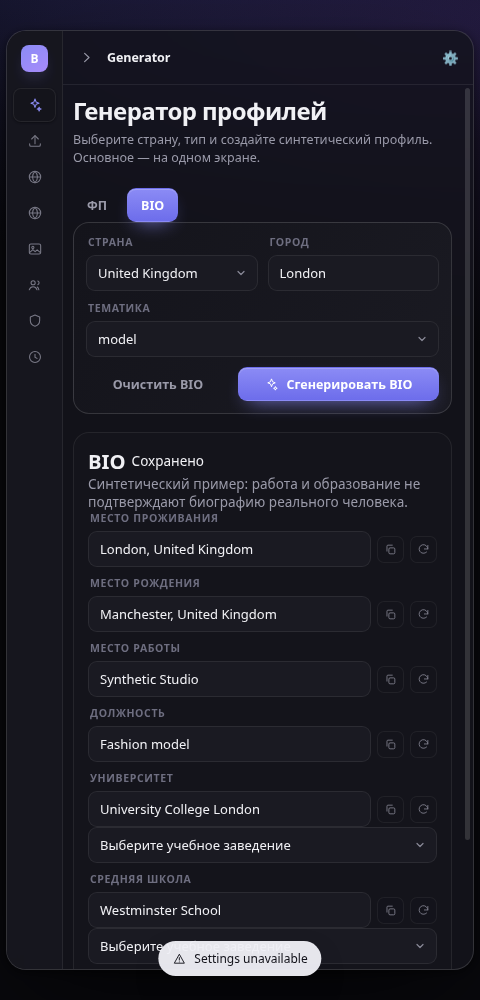 B
Generator
Генератор профилей
Выберите страну, тип и создайте синтетический профиль.
Основное — на одном экране.
ФП
BIO
СТРАНА
ГОРОД
United Kingdom
London
ТЕМАТИКА
model
Очистить BIO
Сгенерировать BIO
BIO Сохранено
Синтетический пример: работа и образование не
подтверждают биографию реального человека.
МЕСТО ПРОЖИВАНИЯ
London, United Kingdom
МЕСТО РОЖДЕНИЯ
Manchester, United Kingdom
МЕСТО РАБОТЫ
Synthetic Studio
ДОЛЖНОСТЬ
Fashion model
УНИВЕРСИТЕТ
University College London
Выберите учебное заведение
СРЕДНЯЯ ШКОЛА
Westminster School
Выберите
Settings unavailable